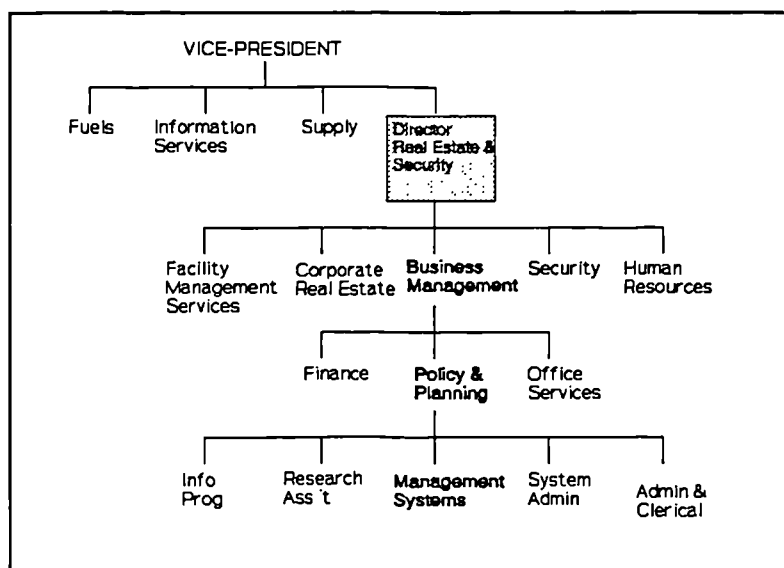 VICE-PRESIDENT
Fuels
Information
Services
Supply
Director
Real Estate &
Security
Facility
Management
Services
Corporate
Real Estate
Business
Management
Security
Human
Resources
Finance
Policy &
Planning
Office
Services
Info
Prog
Research
Ass't
Management
Systems
System
Admin
Admin &
Clerical